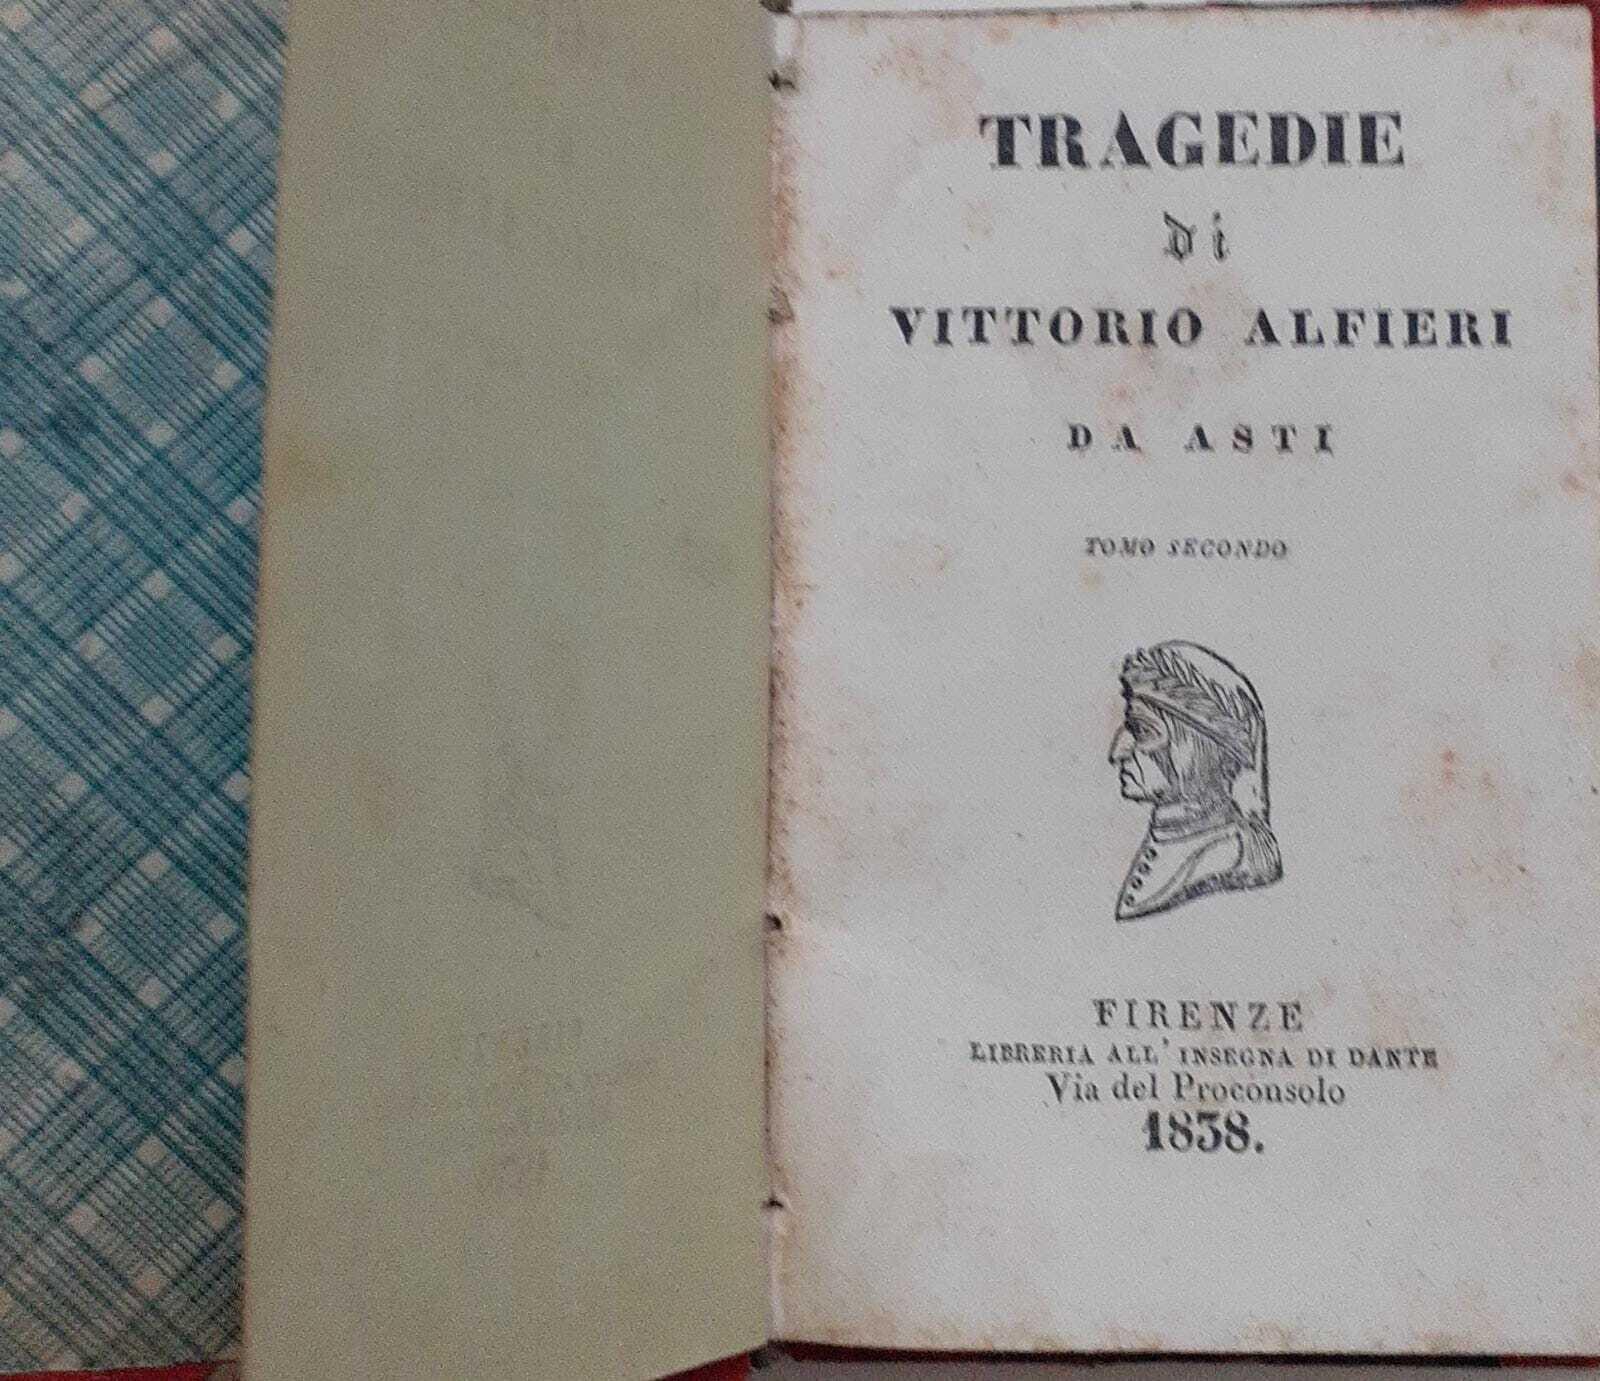 TRAGEDIE
di
VITTORIO ALFIERI
DA ASTI
TOMO SECONDO
FIRENZE
LIBRERIA ALL' INSEGNA DI DANTE
Via del Proconsolo
1838.